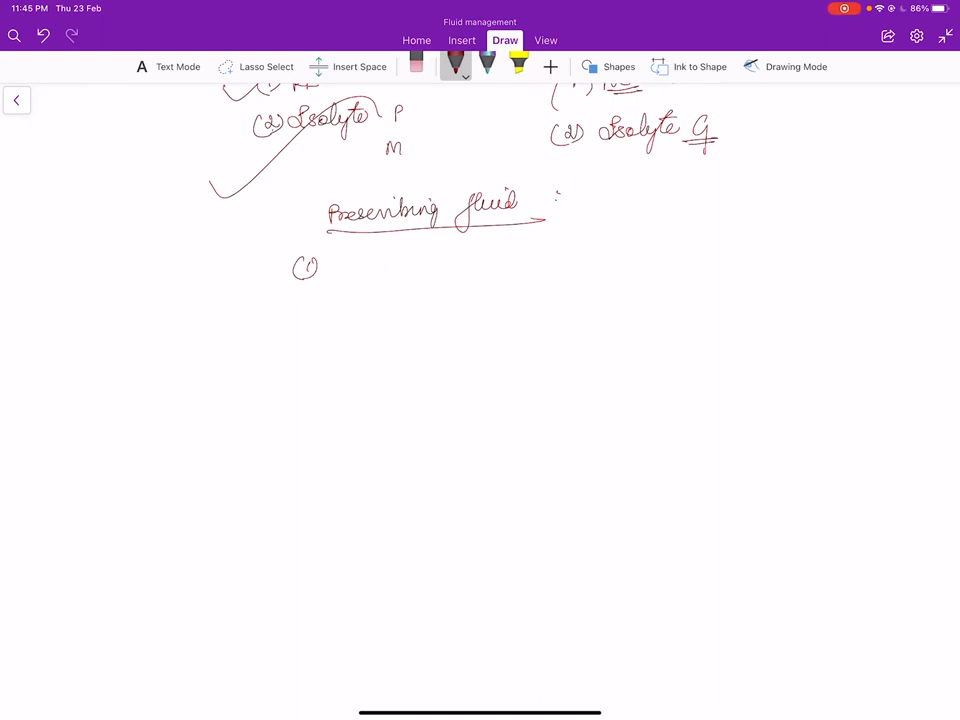 11:45 PM Thu 23 Feb
86%
Fluid management
Home Insert Draw View
A Text Mode Lasso Select Insert Space Shapes Ink to Shape Drawing Mode
(2) Isolyte P
M
(2) Isolyte G
Prescribing fluid :
(1)